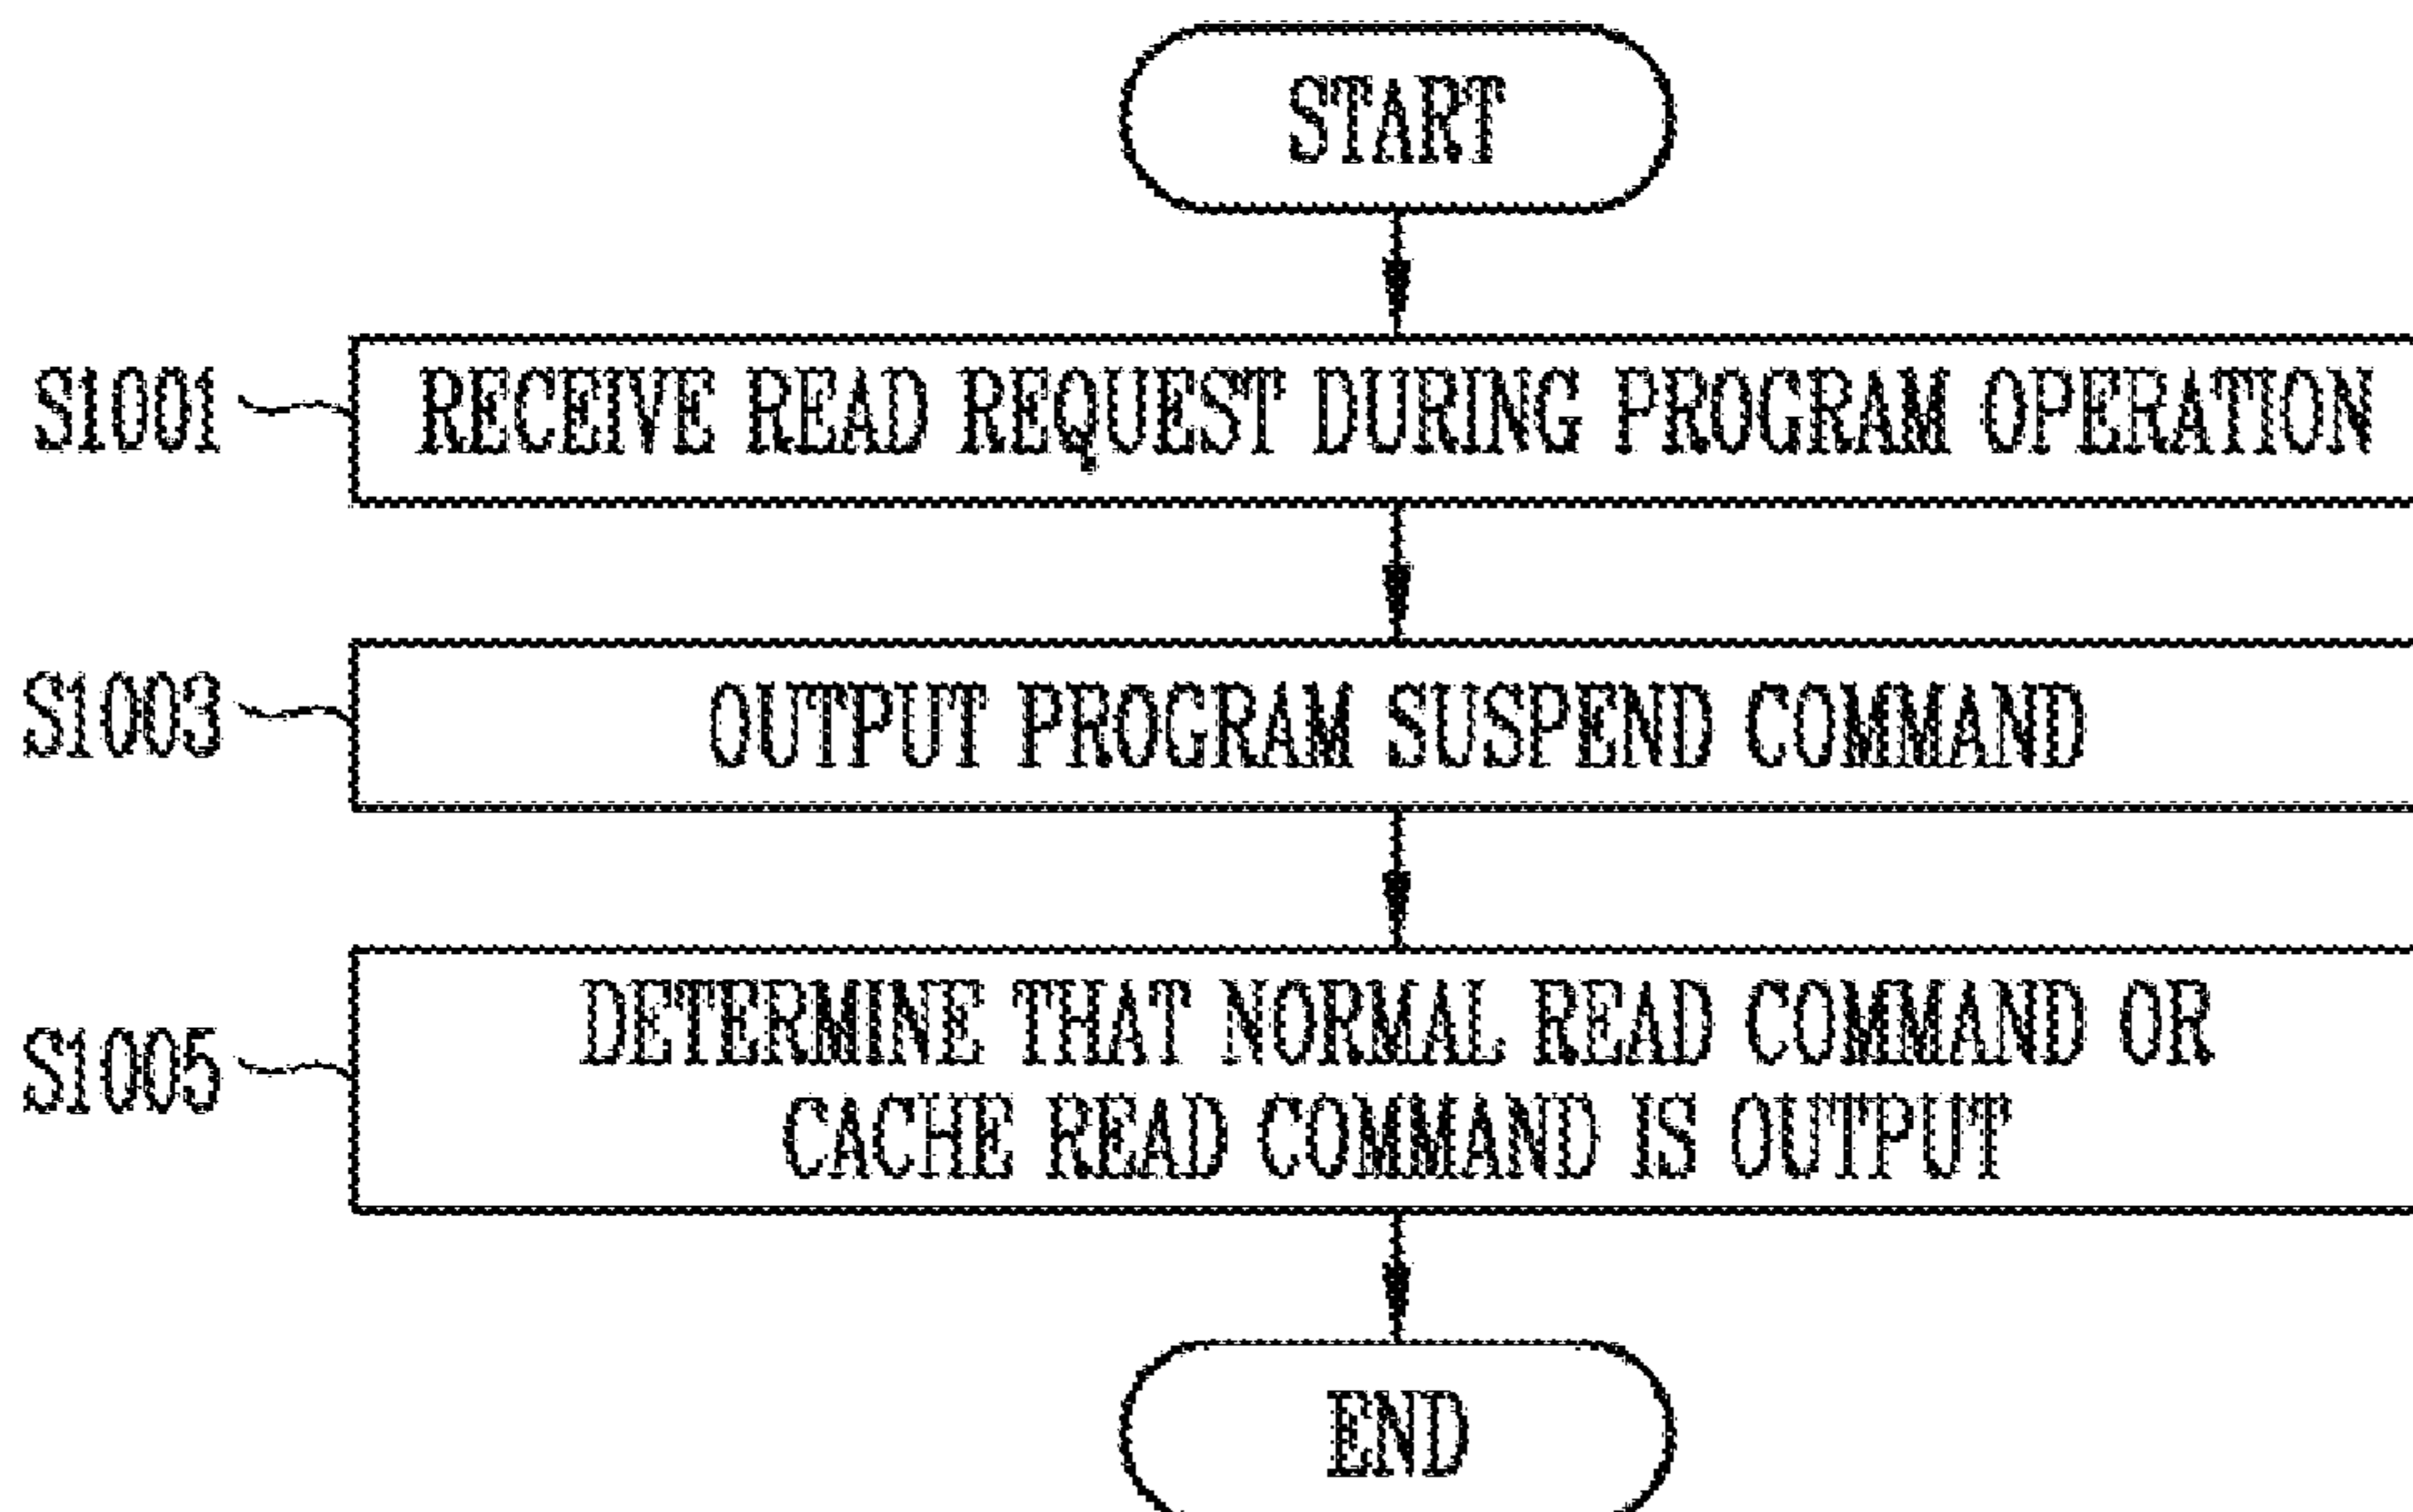 START
S1001
RECEIVE READ REQUEST DURING PROGRAM OPERATION
S1003
OUTPUT PROGRAM SUSPEND COMMAND
S1005
DETERMINE THAT NORMAL READ COMMAND OR
CACHE READ COMMAND IS OUTPUT
END